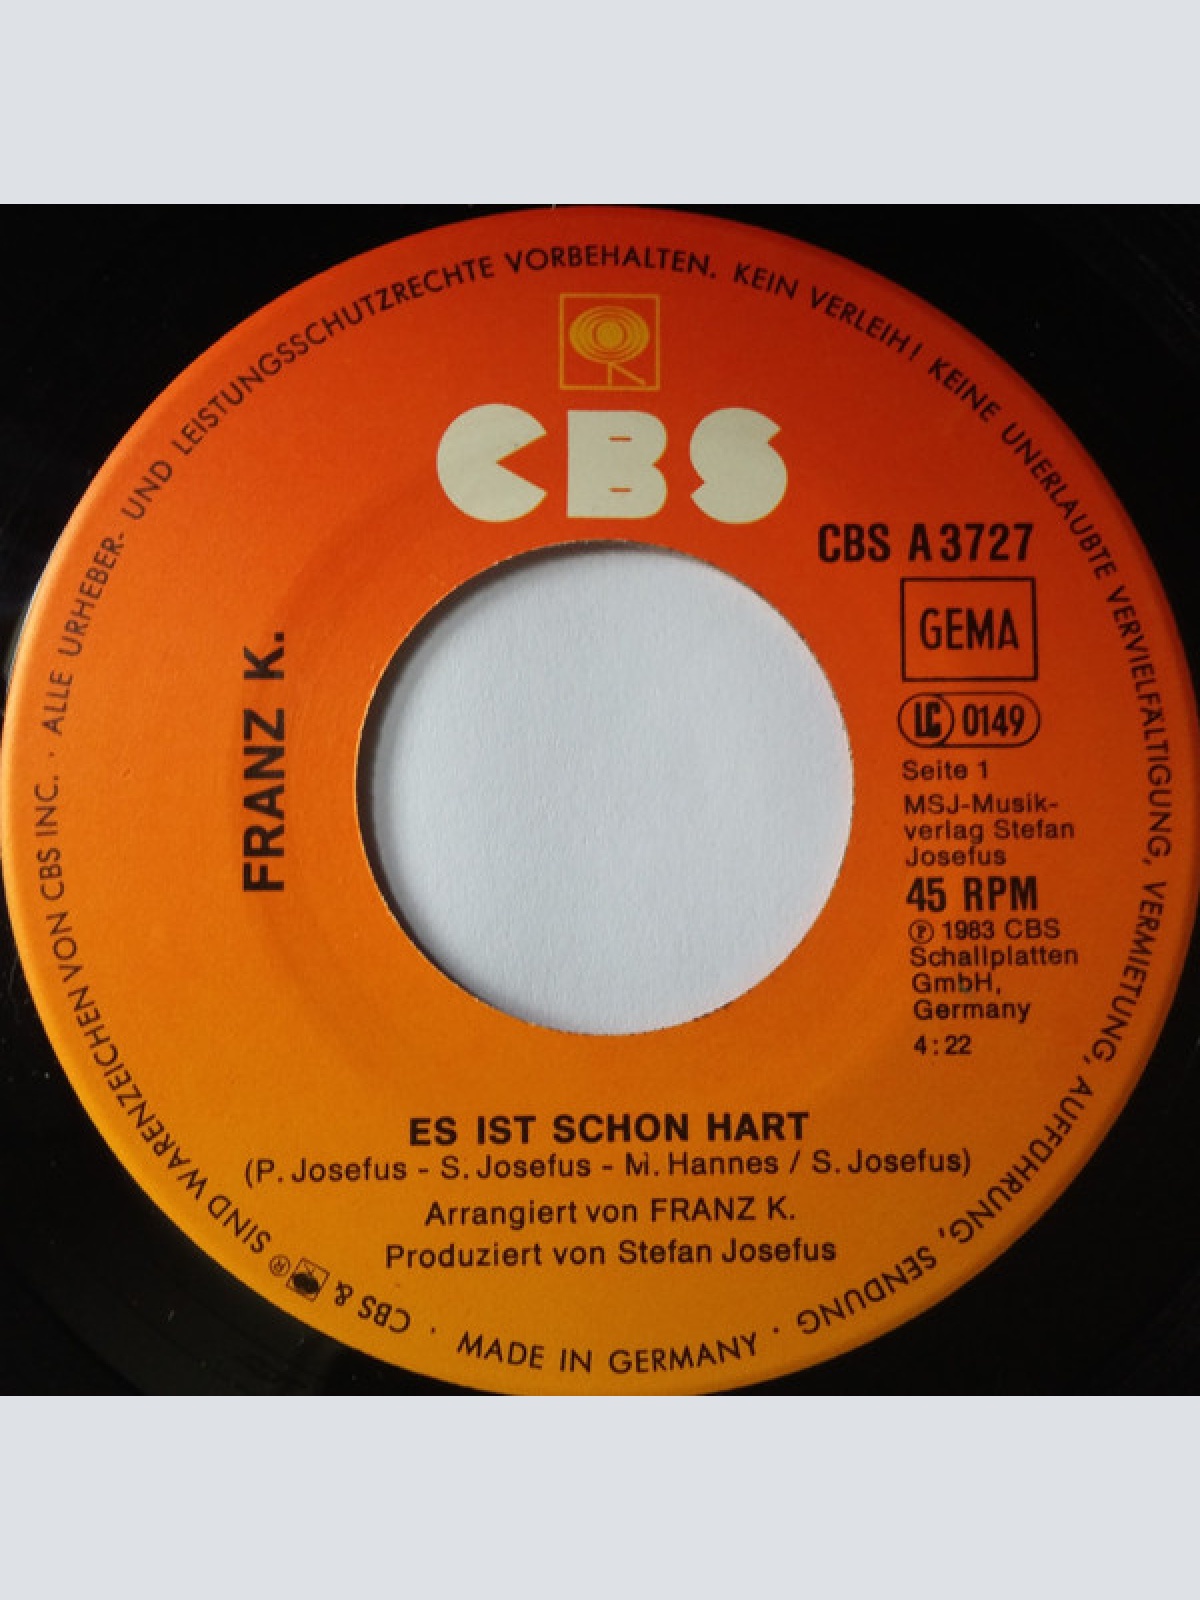 ALLE URHEBER- UND LEISTUNGSSCHUTZRECHTE VORBEHALTEN. KEIN VERLEIH! KEINE UNERLAUBTE VERVIELFÄLTIGUNG, VERMIETUNG, AUFFÜHRUNG, SENDUNG ·
CBS
CBS A 3727
GEMA
LC 0149
Seite 1
MSJ-Musik-
verlag Stefan
Josefus
45 RPM
℗ 1983 CBS
Schallplatten
GmbH,
Germany
4:22
FRANZ K.
ES IST SCHON HART
(P. Josefus - S. Josefus - M. Hannes / S. Josefus)
Arrangiert von FRANZ K.
Produziert von Stefan Josefus
MADE IN GERMANY ·
CBS & ® SIND WARENZEICHEN VON CBS INC. ·